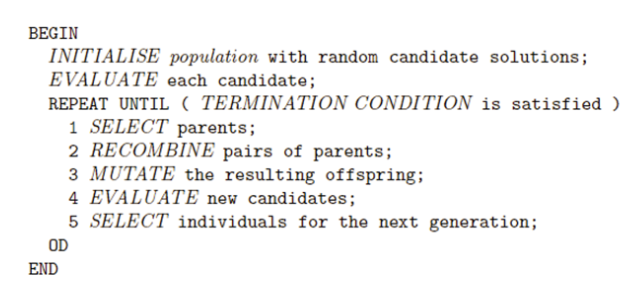 BEGIN
INITIALISE population with random candidate solutions;
EVALUATE each candidate;
REPEAT UNTIL ( TERMINATION CONDITION is satisfied )
1 SELECT parents;
2 RECOMBINE pairs of parents;
3 MUTATE the resulting offspring;
4 EVALUATE new candidates;
5 SELECT individuals for the next generation;
OD
END